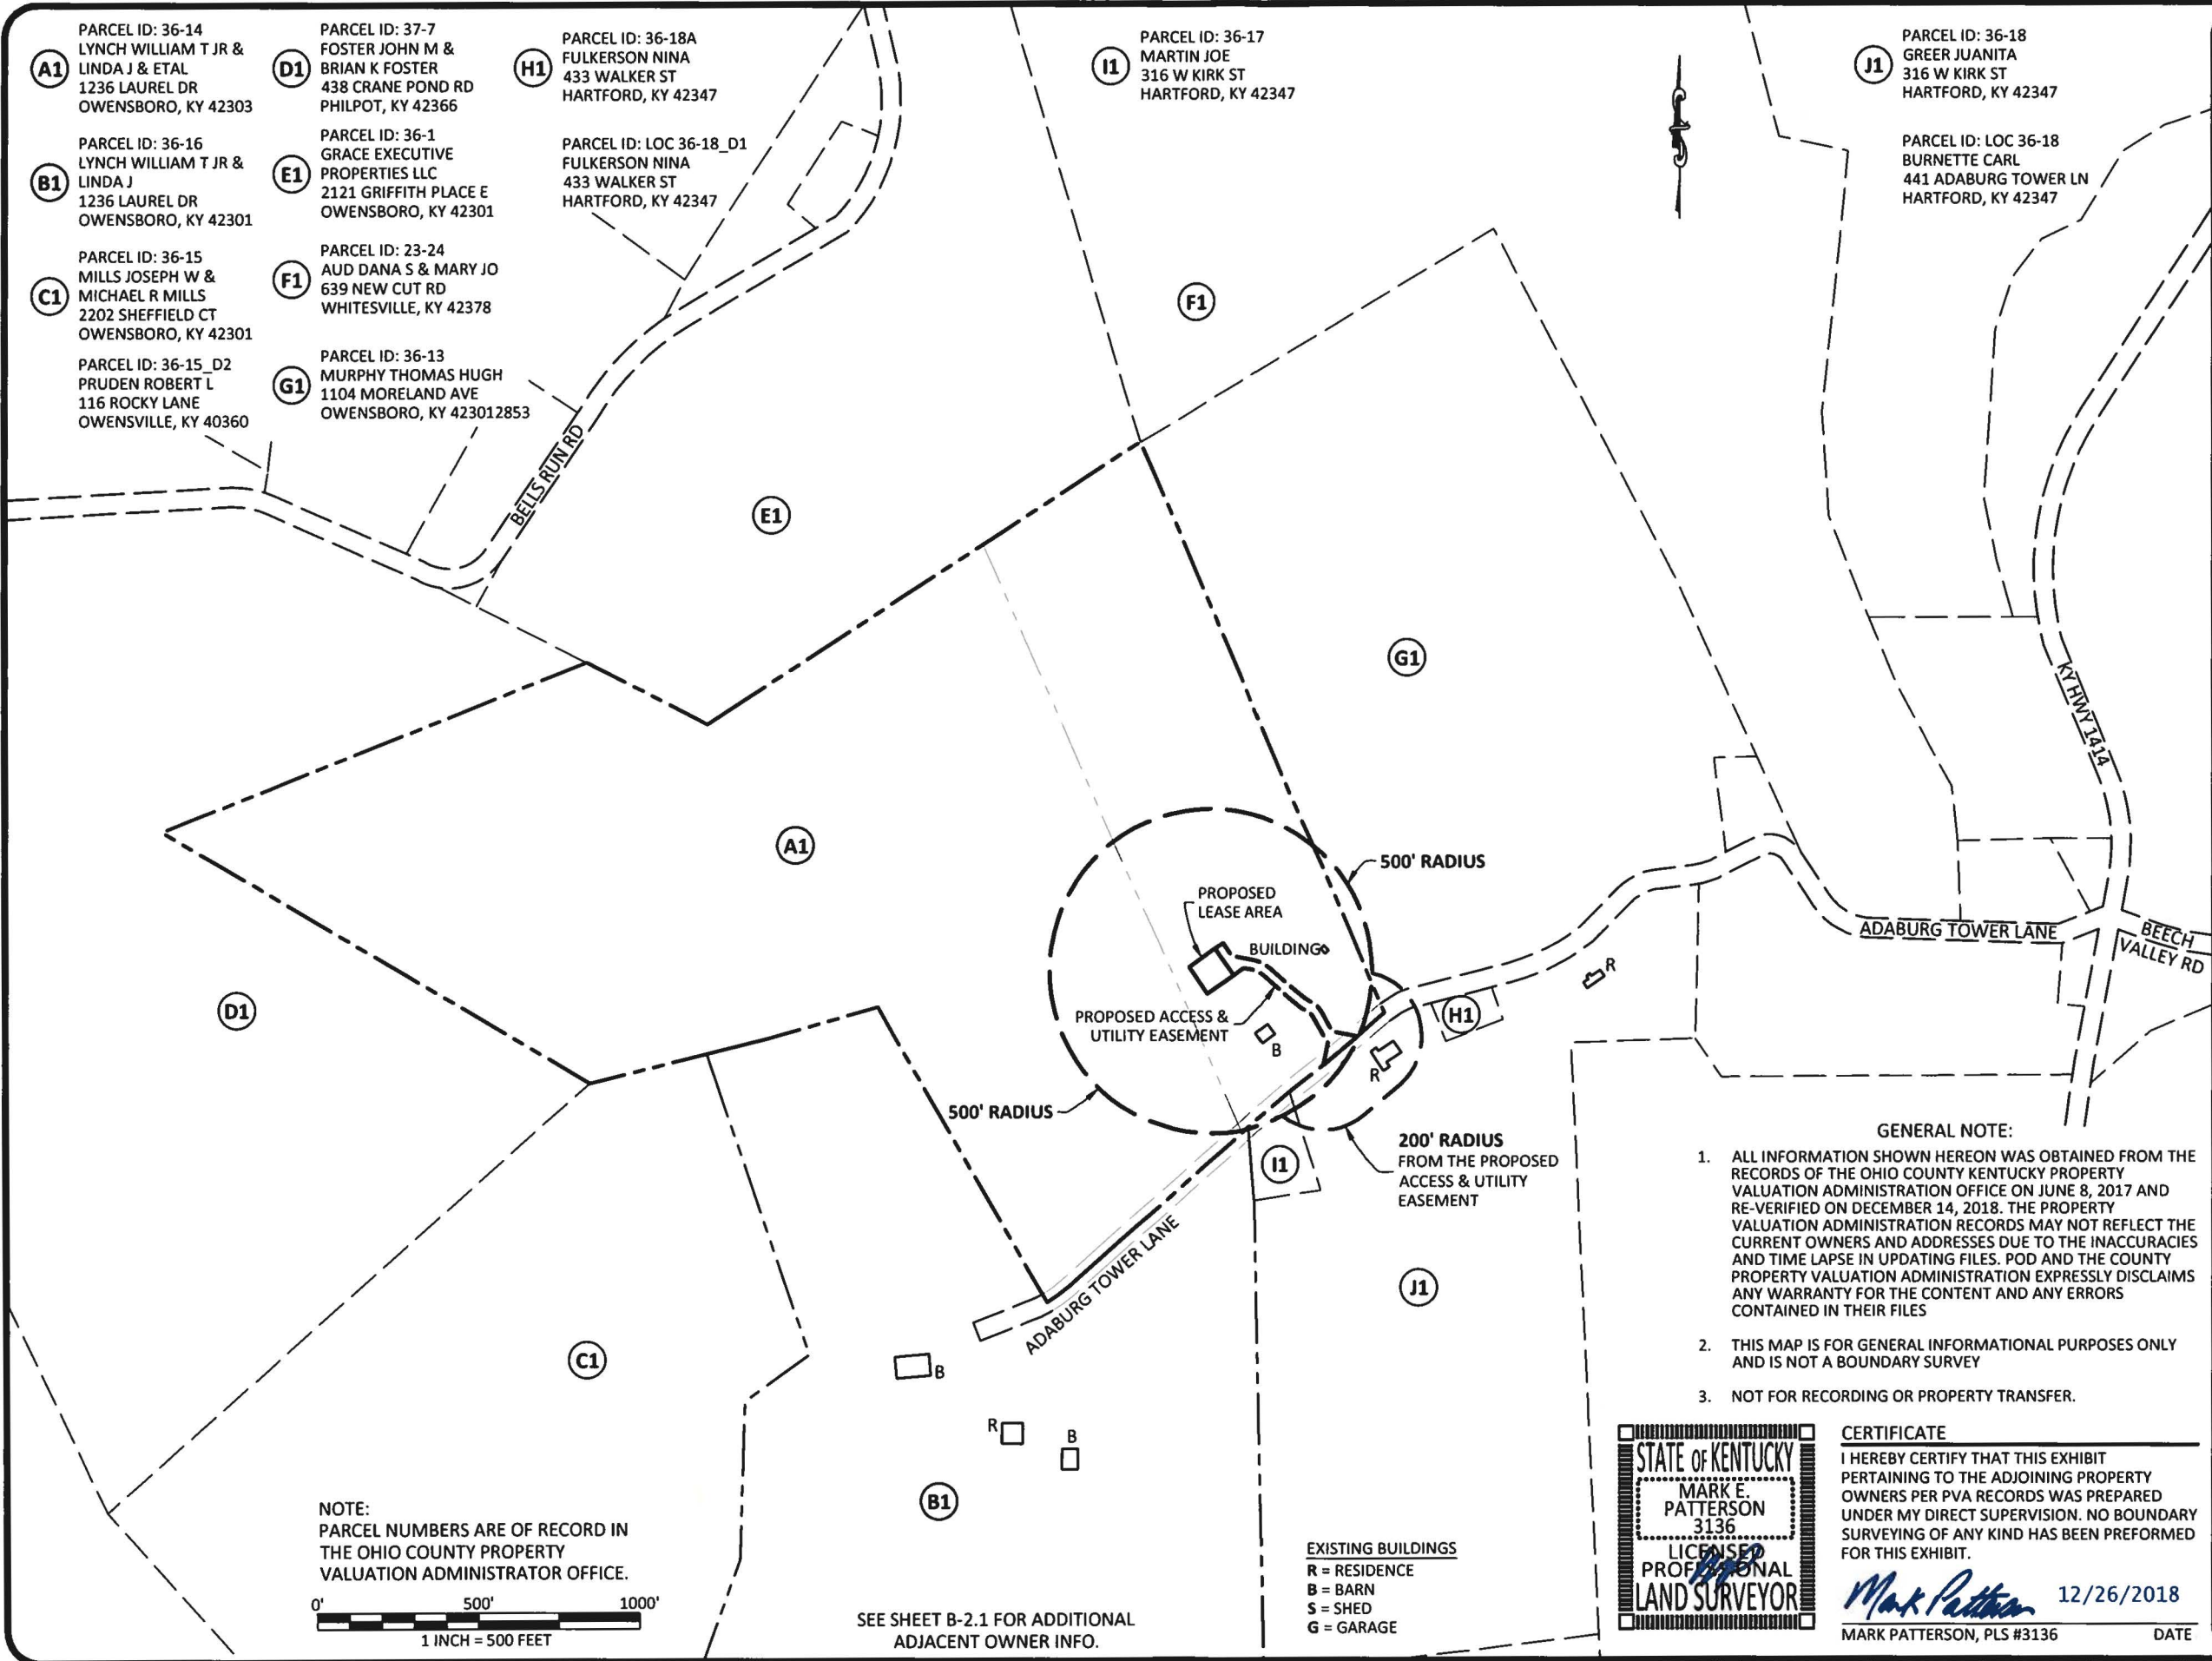 A1
PARCEL ID: 36-14
LYNCH WILLIAM T JR &
LINDA J & ETAL
1236 LAUREL DR
OWENSBORO, KY 42303
B1
PARCEL ID: 36-16
LYNCH WILLIAM T JR &
LINDA J
1236 LAUREL DR
OWENSBORO, KY 42301
C1
PARCEL ID: 36-15
MILLS JOSEPH W &
MICHAEL R MILLS
2202 SHEFFIELD CT
OWENSBORO, KY 42301
PARCEL ID: 36-15_D2
PRUDEN ROBERT L
116 ROCKY LANE
OWENSVILLE, KY 40360
D1
PARCEL ID: 37-7
FOSTER JOHN M &
BRIAN K FOSTER
438 CRANE POND RD
PHILPOT, KY 42366
E1
PARCEL ID: 36-1
GRACE EXECUTIVE
PROPERTIES LLC
2121 GRIFFITH PLACE E
OWENSBORO, KY 42301
F1
PARCEL ID: 23-24
AUD DANA S & MARY JO
639 NEW CUT RD
WHITESVILLE, KY 42378
G1
PARCEL ID: 36-13
MURPHY THOMAS HUGH
1104 MORELAND AVE
OWENSBORO, KY 423012853
H1
PARCEL ID: 36-18A
FULKERSON NINA
433 WALKER ST
HARTFORD, KY 42347
PARCEL ID: LOC 36-18_D1
FULKERSON NINA
433 WALKER ST
HARTFORD, KY 42347
I1
PARCEL ID: 36-17
MARTIN JOE
316 W KIRK ST
HARTFORD, KY 42347
J1
PARCEL ID: 36-18
GREER JUANITA
316 W KIRK ST
HARTFORD, KY 42347
PARCEL ID: LOC 36-18
BURNETTE CARL
441 ADABURG TOWER LN
HARTFORD, KY 42347
F1
BELLS RUN RD
E1
G1
KY HWY 1414
A1
500' RADIUS
PROPOSED
LEASE AREA
BUILDING
ADABURG TOWER LANE
BEECH
VALLEY RD
R
D1
PROPOSED ACCESS &
UTILITY EASEMENT
H1
B
R
500' RADIUS
I1
200' RADIUS
FROM THE PROPOSED
ACCESS & UTILITY
EASEMENT
ADABURG TOWER LANE
J1
C1
B
R
B
B1
GENERAL NOTE:
1. ALL INFORMATION SHOWN HEREON WAS OBTAINED FROM THE
RECORDS OF THE OHIO COUNTY KENTUCKY PROPERTY
VALUATION ADMINISTRATION OFFICE ON JUNE 8, 2017 AND
RE-VERIFIED ON DECEMBER 14, 2018. THE PROPERTY
VALUATION ADMINISTRATION RECORDS MAY NOT REFLECT THE
CURRENT OWNERS AND ADDRESSES DUE TO THE INACCURACIES
AND TIME LAPSE IN UPDATING FILES. POD AND THE COUNTY
PROPERTY VALUATION ADMINISTRATION EXPRESSLY DISCLAIMS
ANY WARRANTY FOR THE CONTENT AND ANY ERRORS
CONTAINED IN THEIR FILES
2. THIS MAP IS FOR GENERAL INFORMATIONAL PURPOSES ONLY
AND IS NOT A BOUNDARY SURVEY
3. NOT FOR RECORDING OR PROPERTY TRANSFER.
NOTE:
PARCEL NUMBERS ARE OF RECORD IN
THE OHIO COUNTY PROPERTY
VALUATION ADMINISTRATOR OFFICE.
0' 500' 1000'
1 INCH = 500 FEET
SEE SHEET B-2.1 FOR ADDITIONAL
ADJACENT OWNER INFO.
EXISTING BUILDINGS
R = RESIDENCE
B = BARN
S = SHED
G = GARAGE
STATE OF KENTUCKY
MARK E.
PATTERSON
3136
LICENSED
PROFESSIONAL
LAND SURVEYOR
CERTIFICATE
I HEREBY CERTIFY THAT THIS EXHIBIT
PERTAINING TO THE ADJOINING PROPERTY
OWNERS PER PVA RECORDS WAS PREPARED
UNDER MY DIRECT SUPERVISION. NO BOUNDARY
SURVEYING OF ANY KIND HAS BEEN PREFORMED
FOR THIS EXHIBIT.
Mark Patterson 12/26/2018
MARK PATTERSON, PLS #3136 DATE